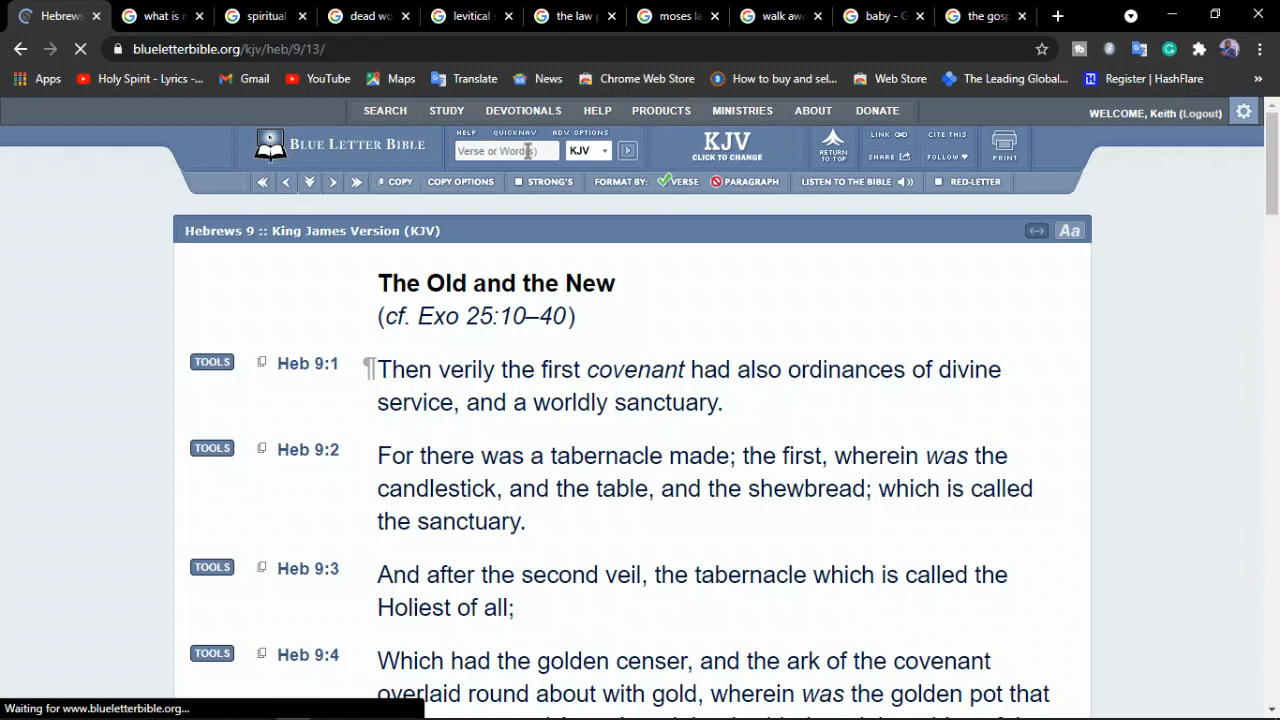 Hebrews
what is r
spiritual
dead wo
levitical
the law p
moses la
walk awa
baby - G
the gosp
blueletterbible.org/kjv/heb/9/13/
Apps
Holy Spirit - Lyrics -...
Gmail
YouTube
Maps
Translate
News
Chrome Web Store
How to buy and sel...
Web Store
The Leading Global...
Register | HashFlare
»
SEARCH STUDY DEVOTIONALS HELP PRODUCTS MINISTRIES ABOUT DONATE
WELCOME, Keith (Logout)
BLUE LETTER BIBLE
HELP QUICKNAV ADV. OPTIONS
Verse or Word(s)
KJV
KJV
CLICK TO CHANGE
RETURN
TO TOP
LINK
CITE THIS
SHARE
FOLLOW
PRINT
COPY
COPY OPTIONS
STRONG'S
FORMAT BY: VERSE PARAGRAPH
LISTEN TO THE BIBLE
RED-LETTER
Hebrews 9 :: King James Version (KJV)
Aa
The Old and the New
(cf. Exo 25:10–40)
TOOLS Heb 9:1 ¶Then verily the first covenant had also ordinances of divine
service, and a worldly sanctuary.
TOOLS Heb 9:2 For there was a tabernacle made; the first, wherein was the
candlestick, and the table, and the shewbread; which is called
the sanctuary.
TOOLS Heb 9:3 And after the second veil, the tabernacle which is called the
Holiest of all;
TOOLS Heb 9:4 Which had the golden censer, and the ark of the covenant
overlaid round about with gold, wherein was the golden pot that
Waiting for www.blueletterbible.org...